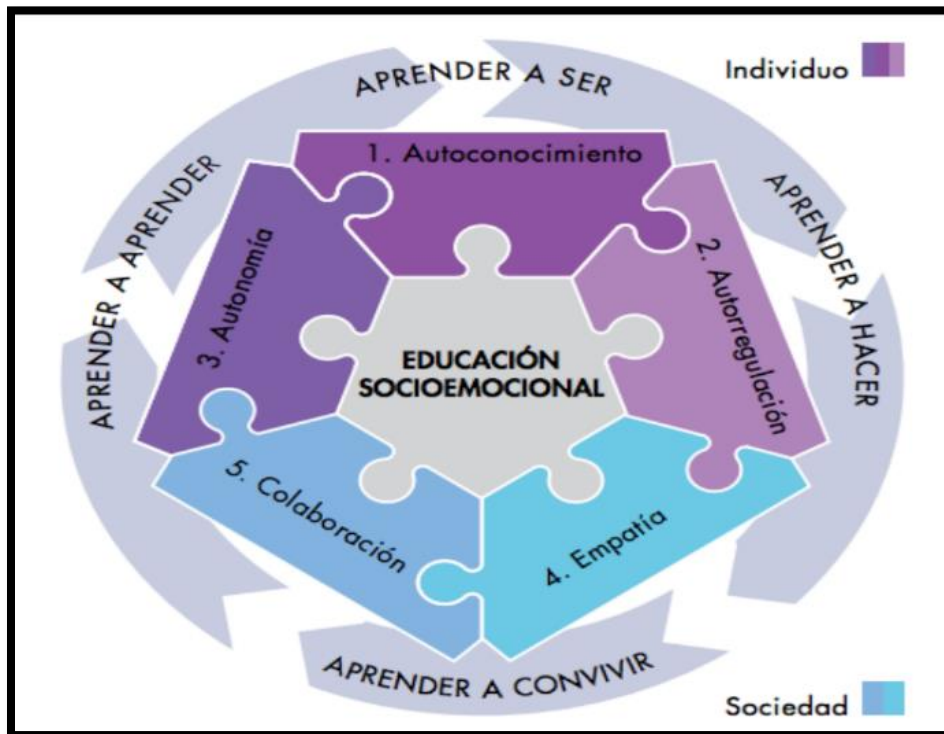 Individuo
APRENDER A SER
1. Autoconocimiento
APRENDER A HACER
2. Autorregulación
APRENDER A APRENDER
3. Autonomía
EDUCACIÓN
SOCIOEMOCIONAL
5. Colaboración
4. Empatía
APRENDER A CONVIVIR
Sociedad